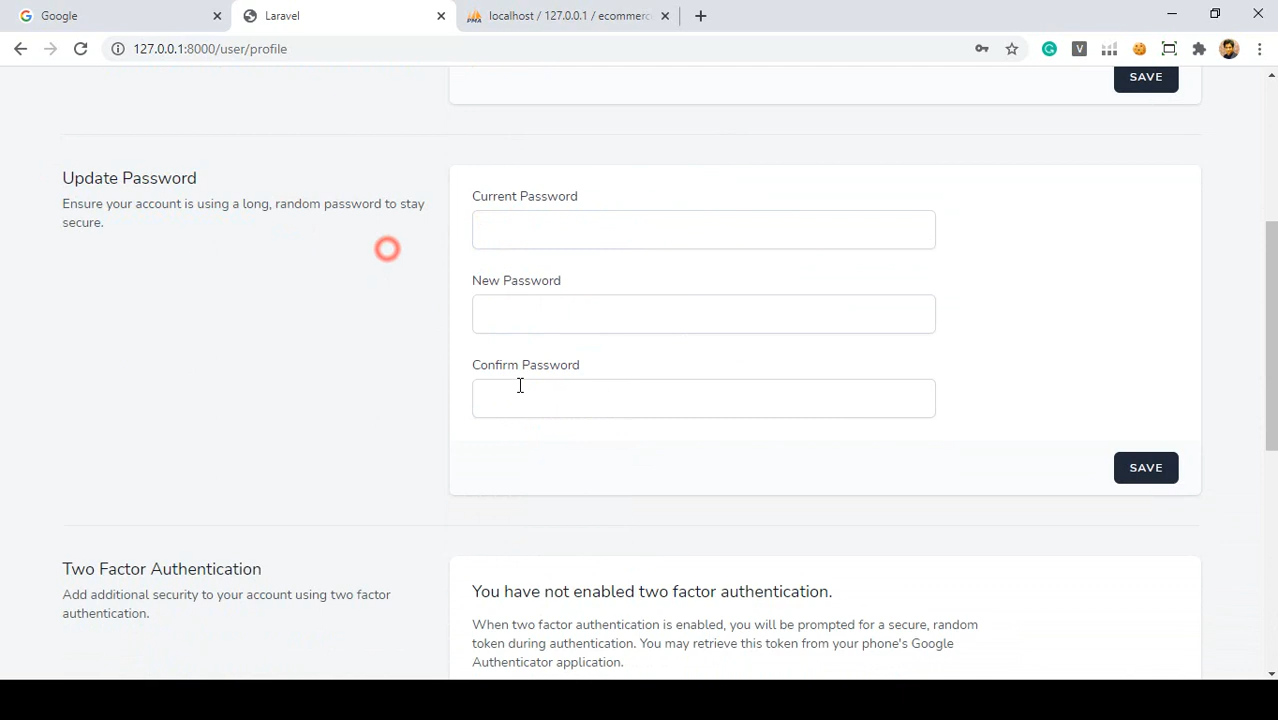 Google
Laravel
localhost / 127.0.0.1 / ecommerc
127.0.0.1:8000/user/profile
SAVE
Update Password
Ensure your account is using a long, random password to stay
secure.
Current Password
New Password
Confirm Password
SAVE
Two Factor Authentication
Add additional security to your account using two factor
authentication.
You have not enabled two factor authentication.
When two factor authentication is enabled, you will be prompted for a secure, random
token during authentication. You may retrieve this token from your phone's Google
Authenticator application.